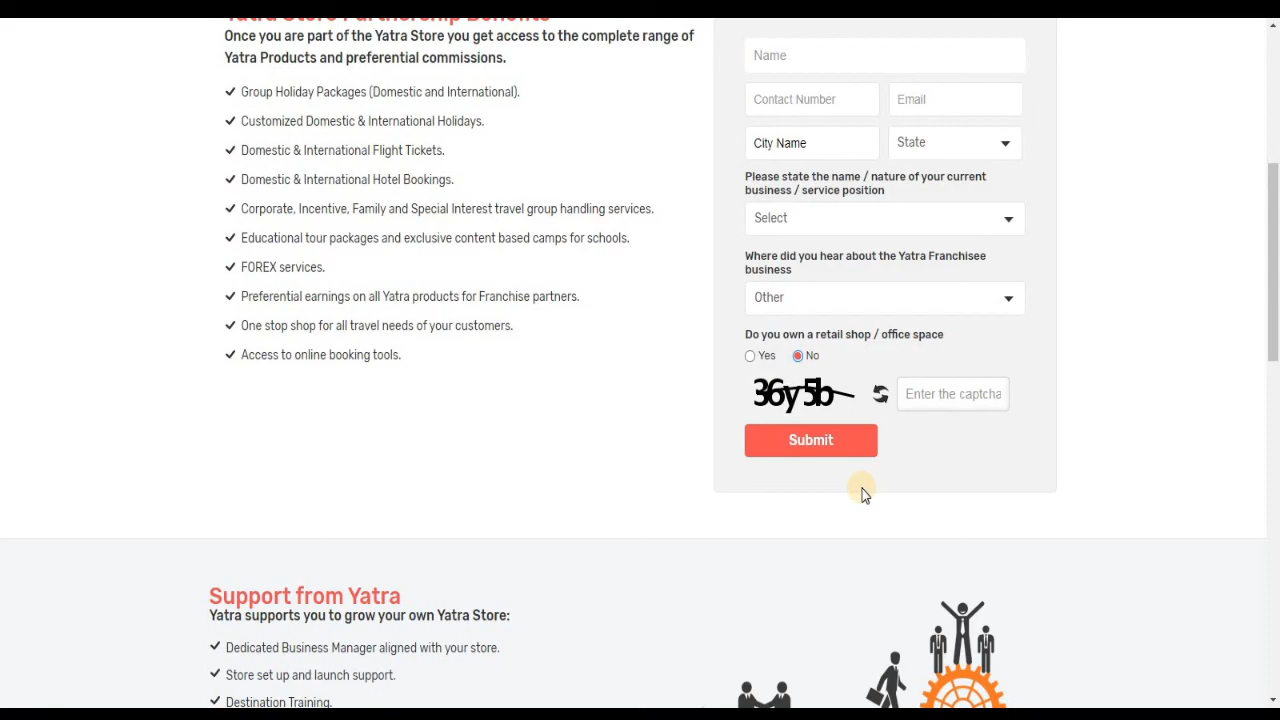 Yatra Store Partnership Benefits
Once you are part of the Yatra Store you get access to the complete range of
Yatra Products and preferential commissions.
Group Holiday Packages (Domestic and International).
Customized Domestic & International Holidays.
Domestic & International Flight Tickets.
Domestic & International Hotel Bookings.
Corporate, Incentive, Family and Special Interest travel group handling services.
Educational tour packages and exclusive content based camps for schools.
FOREX services.
Preferential earnings on all Yatra products for Franchise partners.
One stop shop for all travel needs of your customers.
Access to online booking tools.
Name
Contact Number Email
City Name State
Please state the name / nature of your current
business / service position
Select
Where did you hear about the Yatra Franchisee
business
Other
Do you own a retail shop / office space
Yes No
36y5b Enter the captcha
Submit
Support from Yatra
Yatra supports you to grow your own Yatra Store:
Dedicated Business Manager aligned with your store.
Store set up and launch support.
Destination Training.